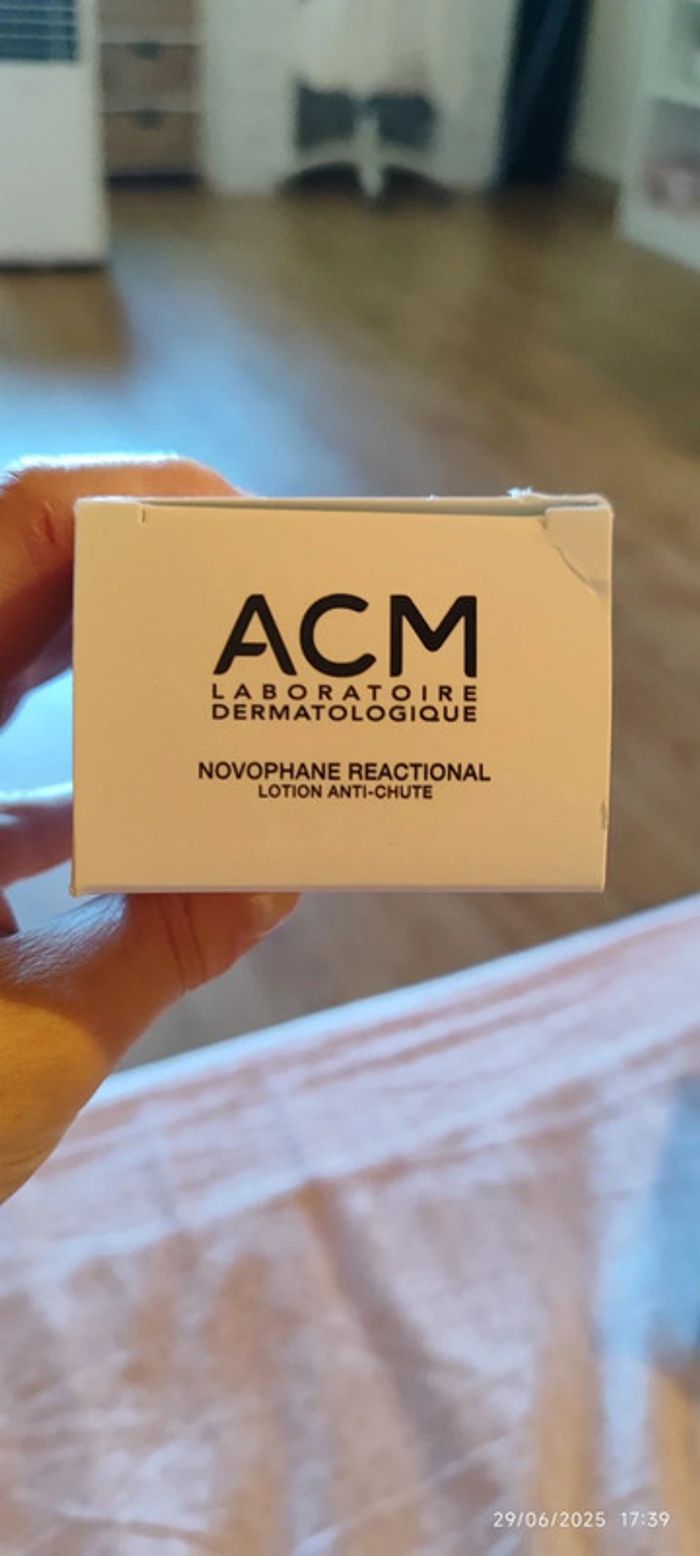 ACM
LABORATOIRE
DERMATOLOGIQUE
NOVOPHANE REACTIONAL
LOTION ANTI-CHUTE
29/06/2025 17:39